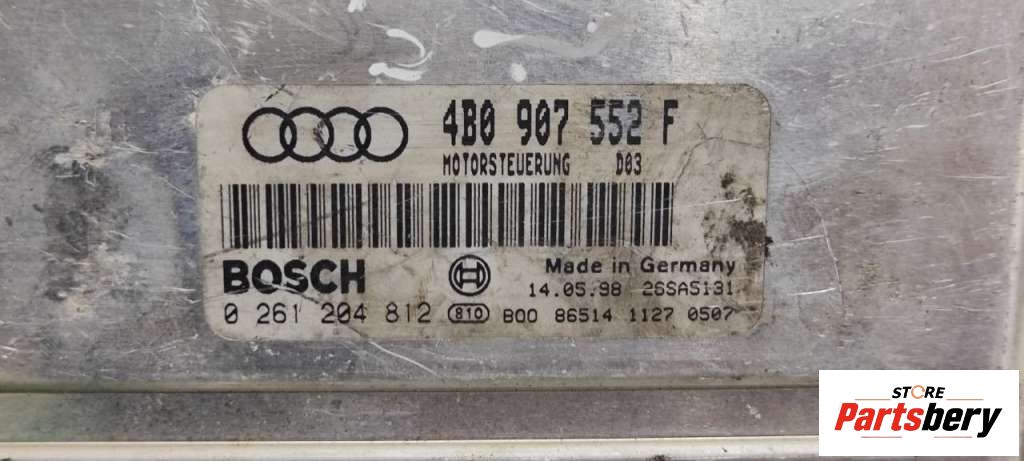 4B0 907 552 F
MOTORSTEUERUNG D03
BOSCH
Made in Germany
14.05.98 26SA5131
0 261 204 812 810 B00 86514 1127 0507
STORE
Partsbery